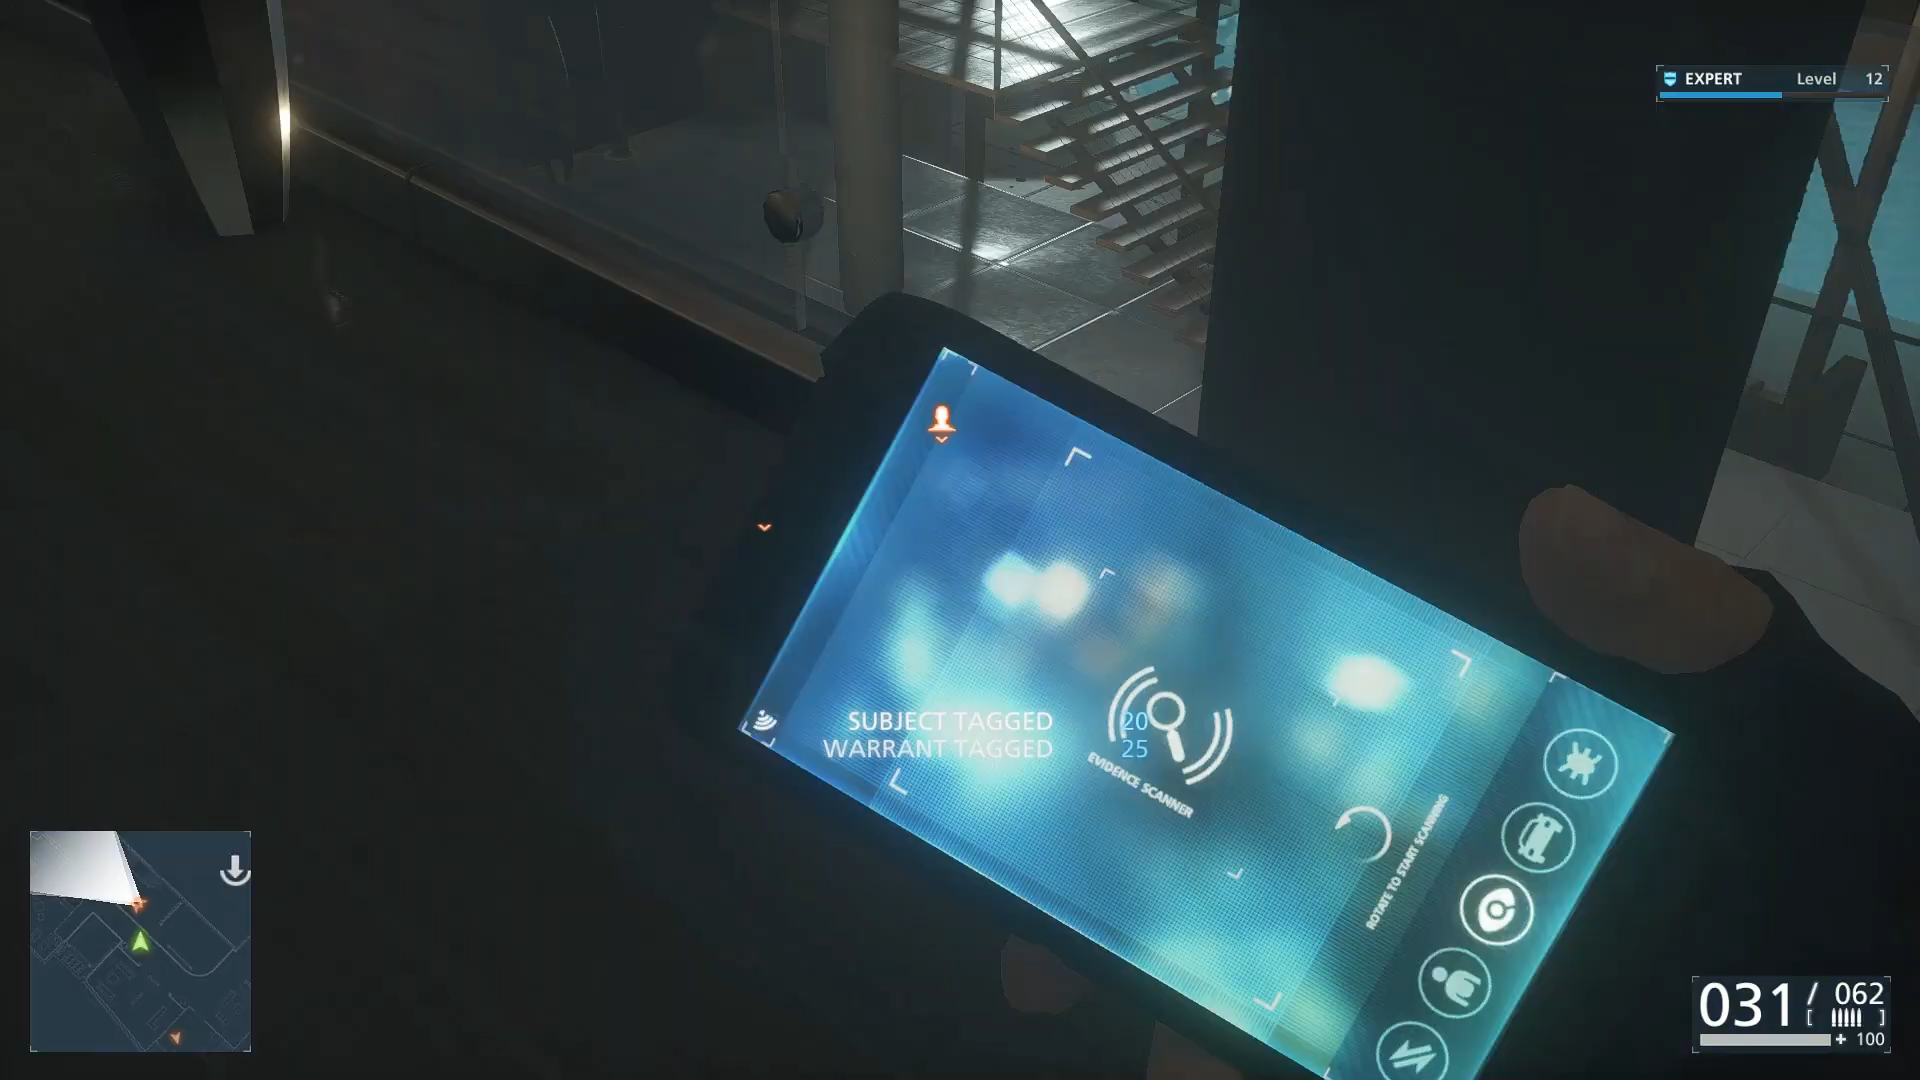 EXPERT Level 12
SUBJECT TAGGED 20
WARRANT TAGGED 25
EVIDENCE SCANNER
ROTATE TO START SCANNING
031 / 062
+ 100